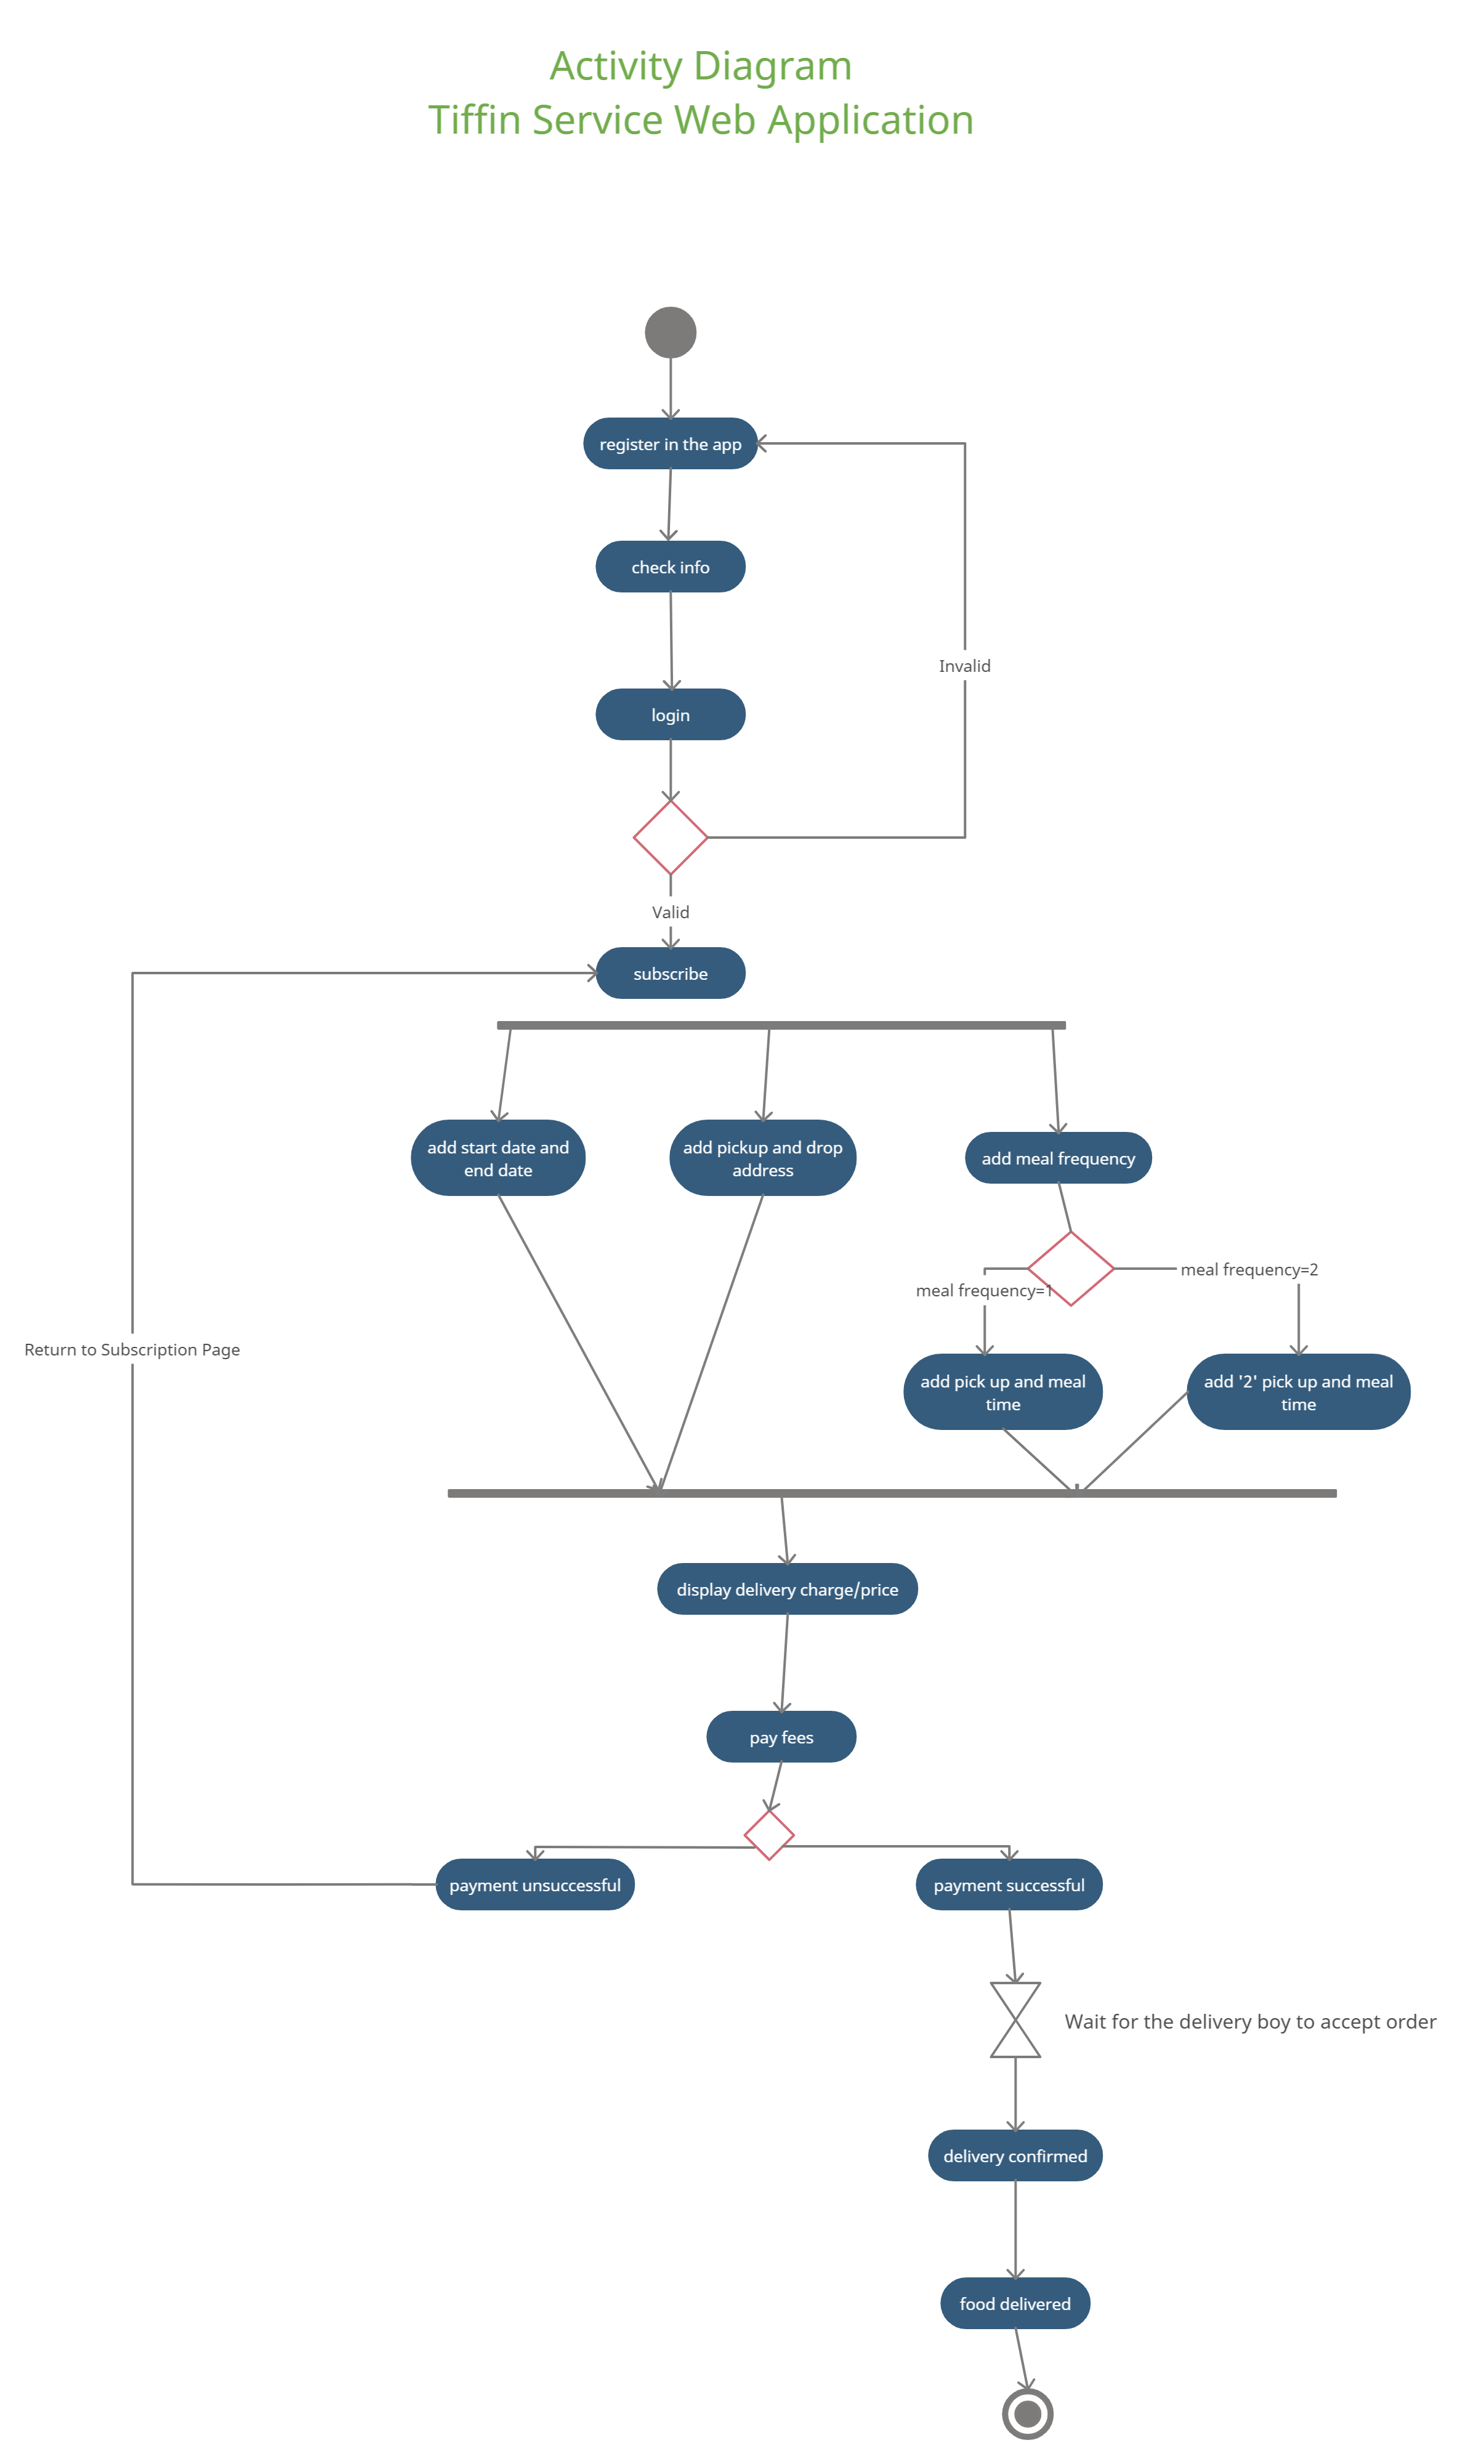 Activity Diagram
Tiffin Service Web Application
register in the app
check info
Invalid
login
Valid
subscribe
add start date and
end date
add pickup and drop
address
add meal frequency
meal frequency=1
meal frequency=2
Return to Subscription Page
add pick up and meal
time
add '2' pick up and meal
time
display delivery charge/price
pay fees
payment unsuccessful
payment successful
Wait for the delivery boy to accept order
delivery confirmed
food delivered